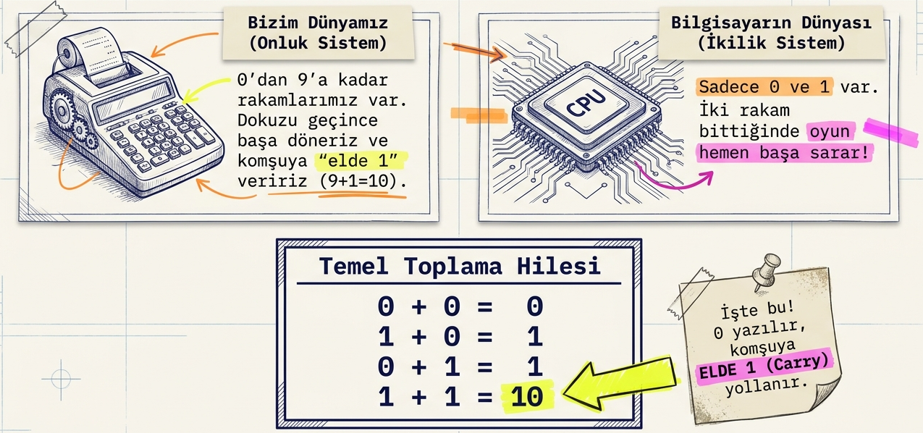 Bizim Dünyamız
(Onluk Sistem)
0’dan 9’a kadar
rakamlarımız var.
Dokuzu geçince
başa döneriz ve
komşuya “elde 1”
veririz (9+1=10).
Bilgisayarın Dünyası
(İkilik Sistem)
CPU
Sadece 0 ve 1 var.
İki rakam
bittiğinde oyun
hemen başa sarar!
Temel Toplama Hilesi
0 + 0 = 0
1 + 0 = 1
0 + 1 = 1
1 + 1 = 10
İşte bu!
0 yazılır,
komşuya
ELDE 1 (Carry)
yollanır.